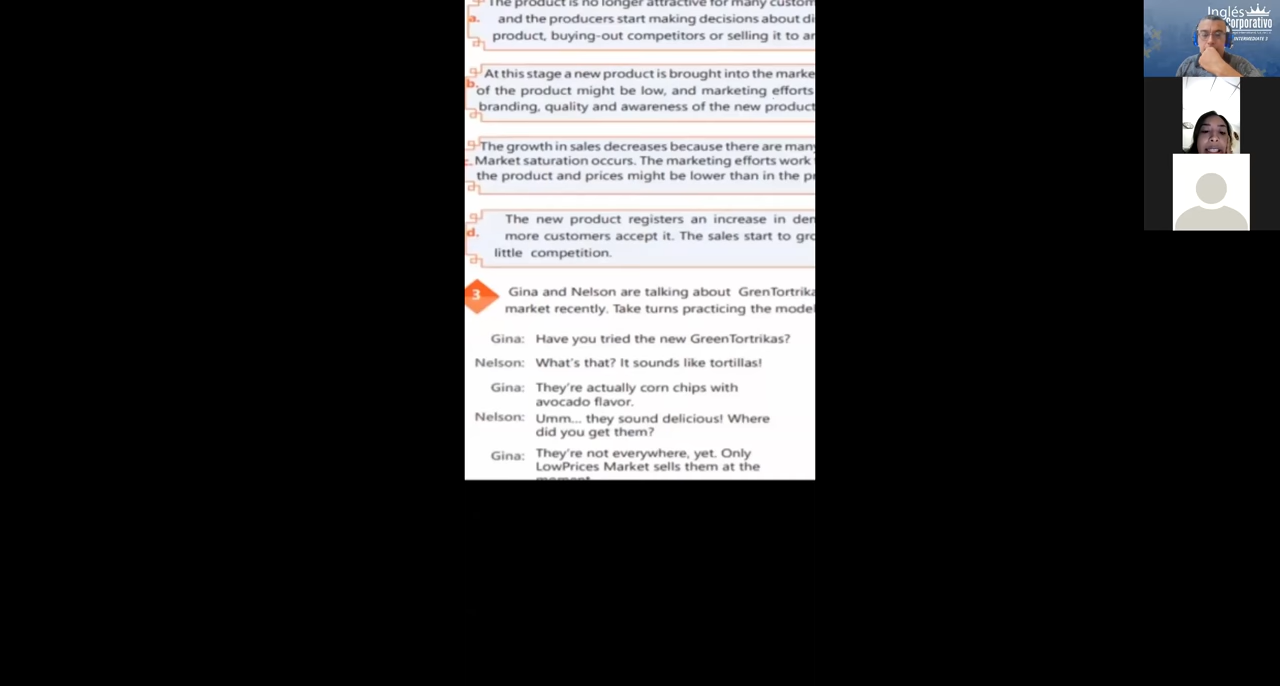 The product is no longer attractive for many custom
a. and the producers start making decisions about di
product, buying-out competitors or selling it to an
At this stage a new product is brought into the marke
b. of the product might be low, and marketing efforts
branding, quality and awareness of the new product
The growth in sales decreases because there are many
Market saturation occurs. The marketing efforts work
the product and prices might be lower than in the pr
The new product registers an increase in dem
d. more customers accept it. The sales start to gro
little competition.
3 Gina and Nelson are talking about GrenTortrika
market recently. Take turns practicing the model
Gina: Have you tried the new GreenTortrikas?
Nelson: What's that? It sounds like tortillas!
Gina: They're actually corn chips with
avocado flavor.
Nelson: Umm... they sound delicious! Where
did you get them?
Gina: They're not everywhere, yet. Only
LowPrices Market sells them at the
Inglés
Corporativo
INTERMEDIATE 3